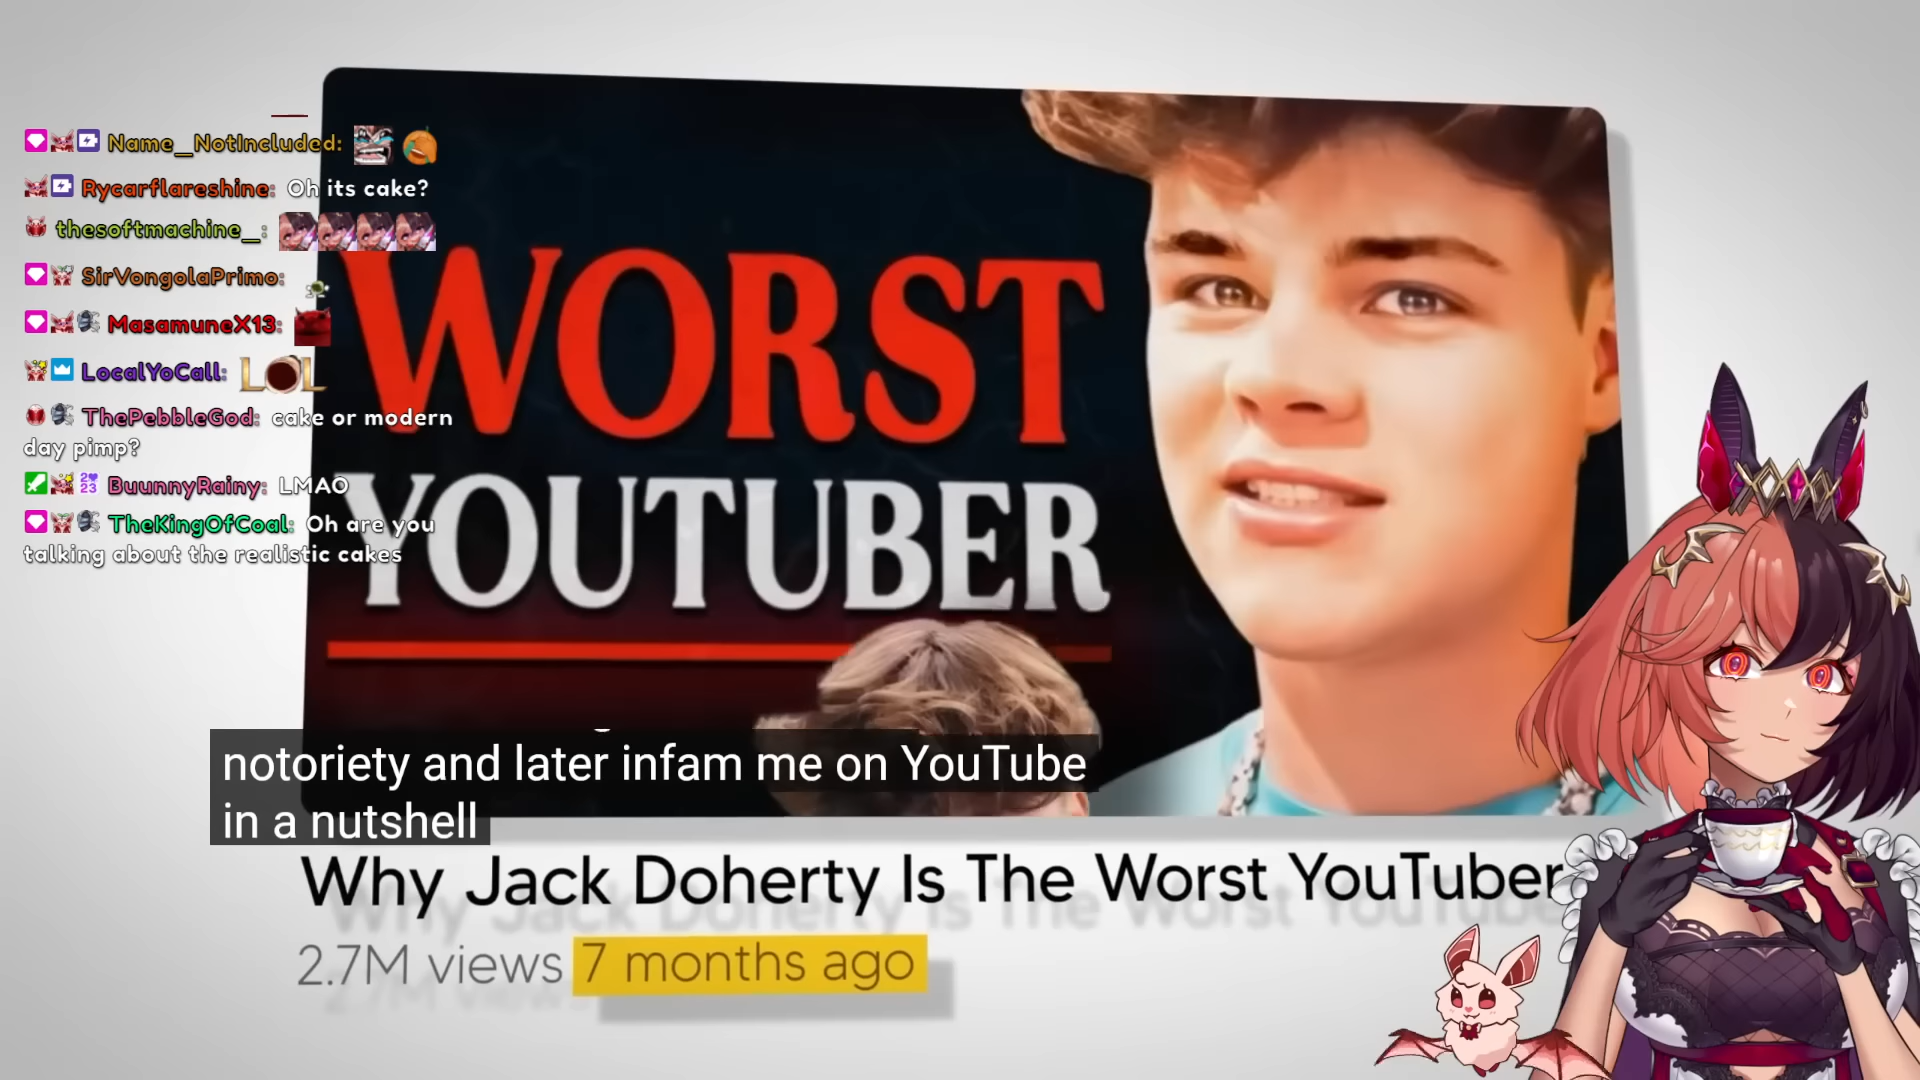 Name_NotIncluded:
Rycarflareshine: Oh its cake?
thesoftmachine_:
SirVongolaPrimo:
MasamuneX13:
LocalYoCall: LOL
ThePebbleGod: cake or modern
day pimp?
BuunnyRainy: LMAO
TheKingOfCoal: Oh are you
talking about the realistic cakes
WORST
YOUTUBER
notoriety and later infam me on YouTube
in a nutshell
Why Jack Doherty Is The Worst YouTuber
2.7M views 7 months ago